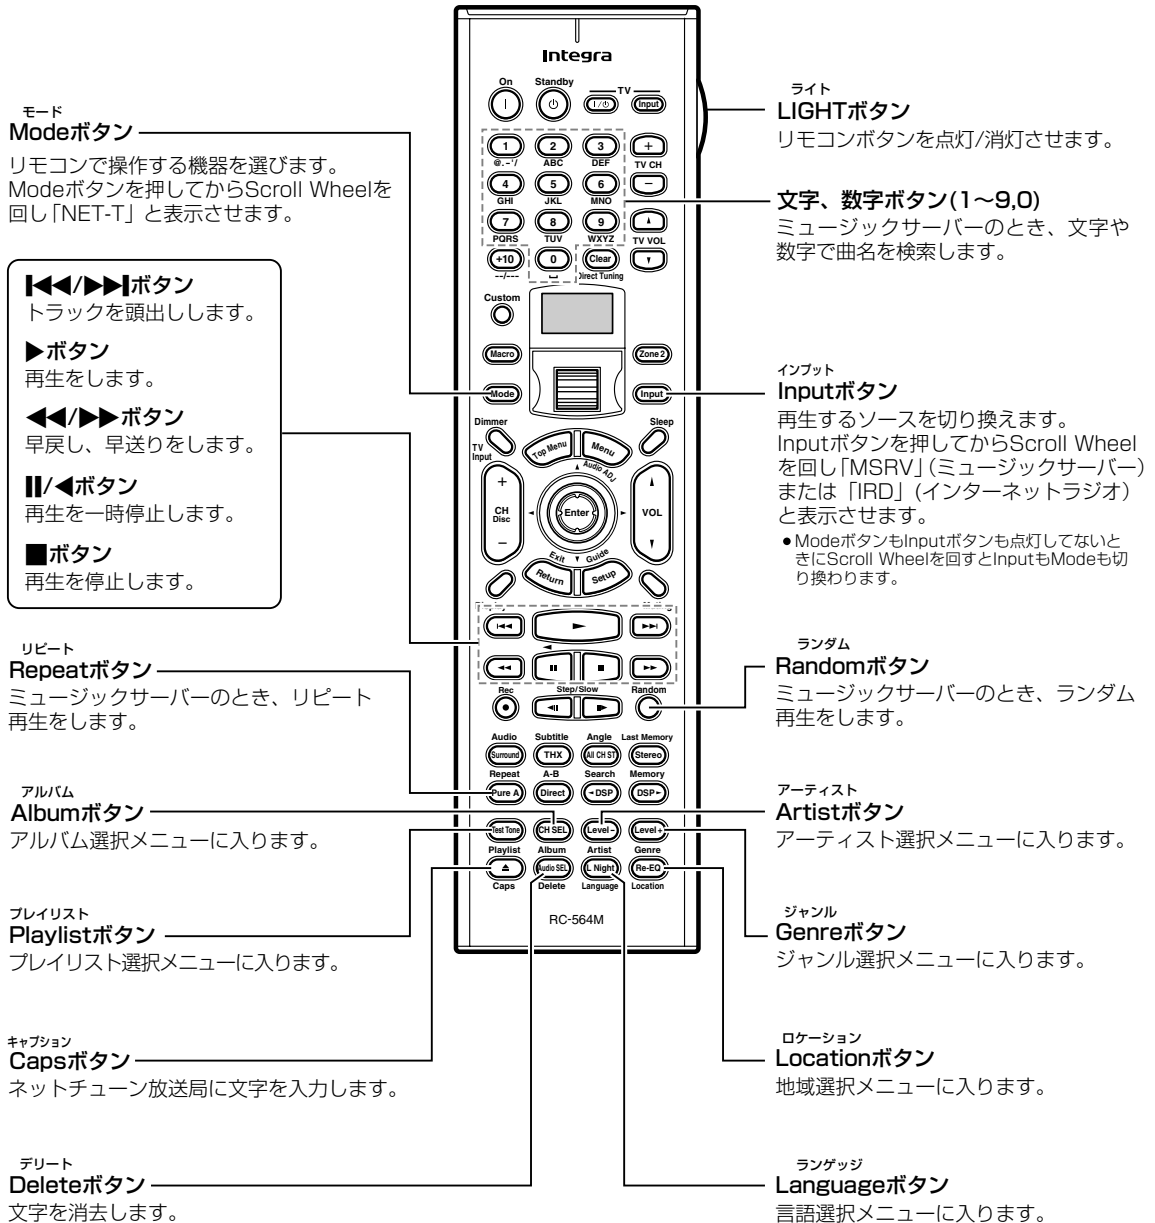 モード
Modeボタン
リモコンで操作する機器を選びます。
Modeボタンを押してからScroll Wheelを
回し「NET-T」と表示させます。
|◀◀/▶▶|ボタン
トラックを頭出しします。
▶ボタン
再生をします。
◀◀/▶▶ボタン
早戻し、早送りをします。
||/◀ボタン
再生を一時停止します。
■ボタン
再生を停止します。
リピート
Repeatボタン
ミュージックサーバーのとき、リピート
再生をします。
アルバム
Albumボタン
アルバム選択メニューに入ります。
プレイリスト
Playlistボタン
プレイリスト選択メニューに入ります。
キャプション
Capsボタン
ネットチューン放送局に文字を入力します。
デリート
Deleteボタン
文字を消去します。
Integra
On Standby TV
I/⏻ Input
1 2 3 +
@.-'/ ABC DEF TV CH
4 5 6 −
GHI JKL MNO
7 8 9
PQRS TUV WXYZ TV VOL
+10 0 Clear
--/--- Direct Tuning
Custom
Macro Zone 2
Mode Input
Dimmer Sleep
TV
Input
Top Menu Menu
Audio ADJ
+
CH
Disc
−
Enter
VOL
Exit Guide
Return Setup
Rec Step/Slow Random
Audio Subtitle Angle Last Memory
Surround THX All CH ST Stereo
Repeat A-B Search Memory
Pure A Direct ◂DSP DSP▸
Test Tone CH SEL Level− Level+
Playlist Album Artist Genre
Audio SEL L Night Re-EQ
Caps Delete Language Location
RC-564M
ライト
LIGHTボタン
リモコンボタンを点灯/消灯させます。
文字、数字ボタン(1〜9,0)
ミュージックサーバーのとき、文字や
数字で曲名を検索します。
インプット
Inputボタン
再生するソースを切り換えます。
Inputボタンを押してからScroll Wheel
を回し「MSRV」(ミュージックサーバー)
または「IRD」(インターネットラジオ)
と表示させます。
●ModeボタンもInputボタンも点灯してないと
きにScroll Wheelを回すとInputもModeも切
り換わります。
ランダム
Randomボタン
ミュージックサーバーのとき、ランダム
再生をします。
アーティスト
Artistボタン
アーティスト選択メニューに入ります。
ジャンル
Genreボタン
ジャンル選択メニューに入ります。
ロケーション
Locationボタン
地域選択メニューに入ります。
ランゲッジ
Languageボタン
言語選択メニューに入ります。